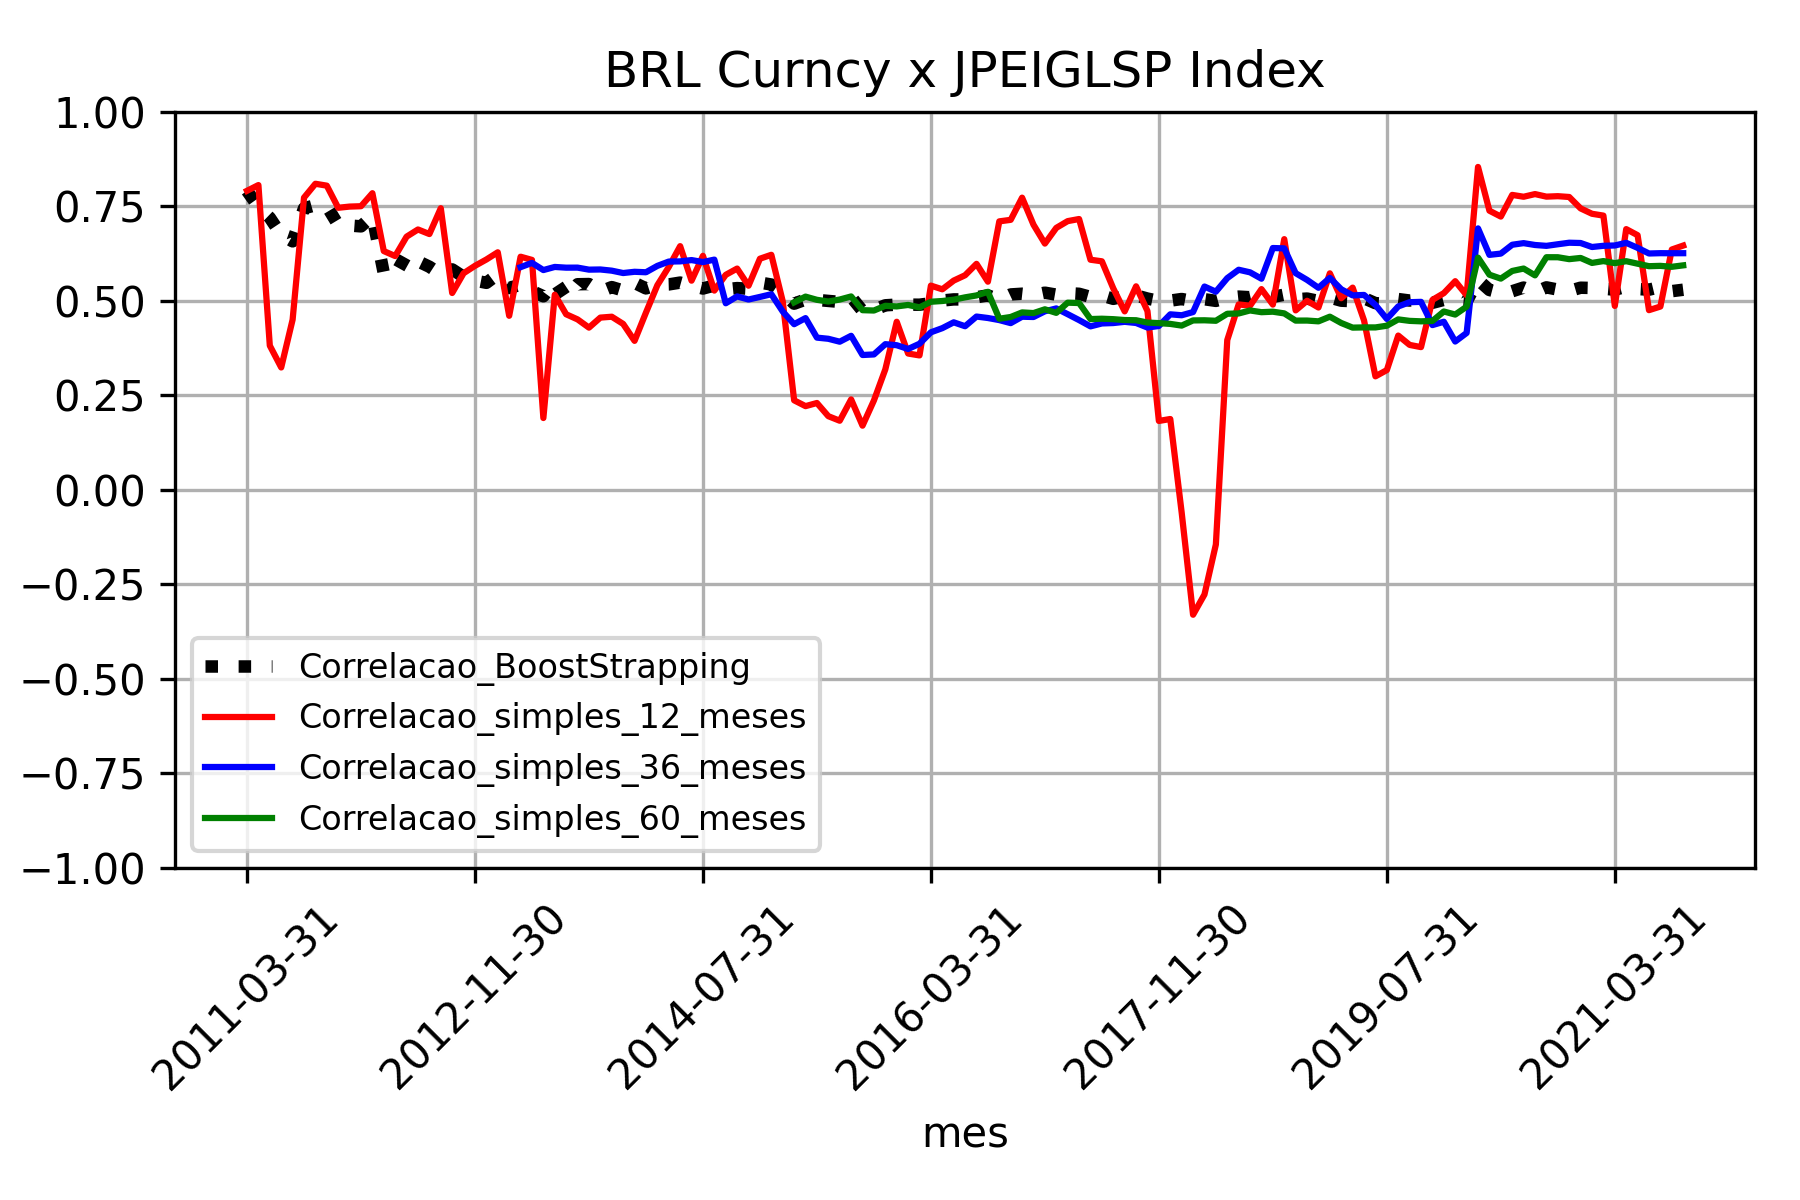 BRL Curncy x JPEIGLSP Index
1.00
0.75
0.50
0.25
0.00
−0.25
−0.50
−0.75
−1.00
Correlacao_BoostStrapping
Correlacao_simples_12_meses
Correlacao_simples_36_meses
Correlacao_simples_60_meses
2011-03-31
2012-11-30
2014-07-31
2016-03-31
2017-11-30
2019-07-31
2021-03-31
mes